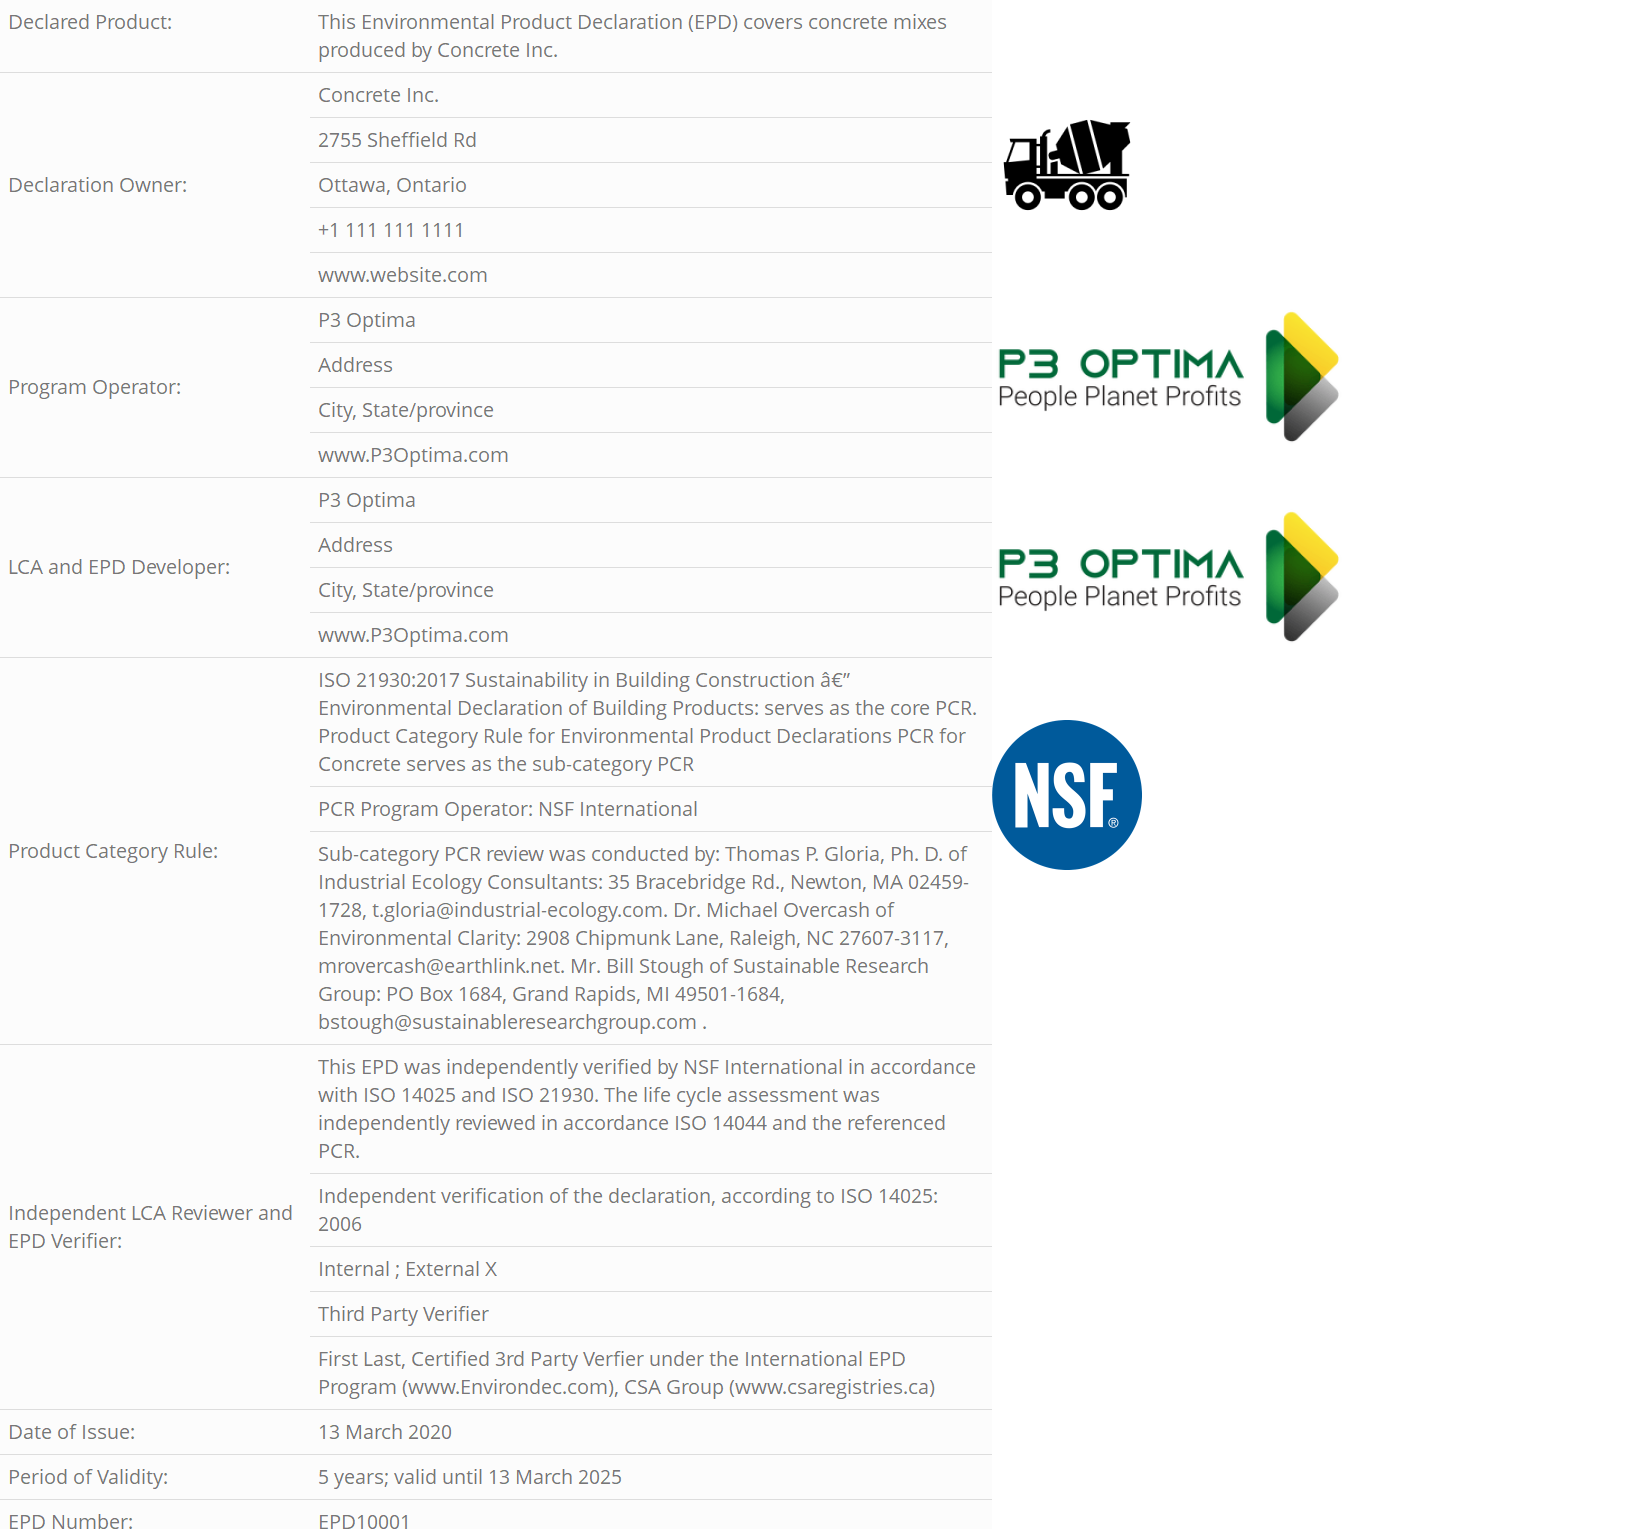 Declared Product:
This Environmental Product Declaration (EPD) covers concrete mixes
produced by Concrete Inc.
Declaration Owner:
Concrete Inc.
2755 Sheffield Rd
Ottawa, Ontario
+1 111 111 1111
www.website.com
Program Operator:
P3 Optima
Address
City, State/province
www.P3Optima.com
P3 OPTIMA
People Planet Profits
LCA and EPD Developer:
P3 Optima
Address
City, State/province
www.P3Optima.com
P3 OPTIMA
People Planet Profits
Product Category Rule:
ISO 21930:2017 Sustainability in Building Construction â€”
Environmental Declaration of Building Products: serves as the core PCR.
Product Category Rule for Environmental Product Declarations PCR for
Concrete serves as the sub-category PCR
PCR Program Operator: NSF International
Sub-category PCR review was conducted by: Thomas P. Gloria, Ph. D. of
Industrial Ecology Consultants: 35 Bracebridge Rd., Newton, MA 02459-
1728, t.gloria@industrial-ecology.com. Dr. Michael Overcash of
Environmental Clarity: 2908 Chipmunk Lane, Raleigh, NC 27607-3117,
mrovercash@earthlink.net. Mr. Bill Stough of Sustainable Research
Group: PO Box 1684, Grand Rapids, MI 49501-1684,
bstough@sustainableresearchgroup.com .
NSF®
Independent LCA Reviewer and
EPD Verifier:
This EPD was independently verified by NSF International in accordance
with ISO 14025 and ISO 21930. The life cycle assessment was
independently reviewed in accordance ISO 14044 and the referenced
PCR.
Independent verification of the declaration, according to ISO 14025:
2006
Internal ; External X
Third Party Verifier
First Last, Certified 3rd Party Verfier under the International EPD
Program (www.Environdec.com), CSA Group (www.csaregistries.ca)
Date of Issue:
13 March 2020
Period of Validity:
5 years; valid until 13 March 2025
EPD Number:
EPD10001